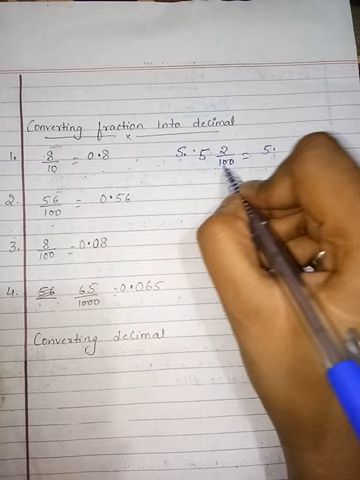 Converting fraction into decimal
1. 8/10 = 0.8
2. 56/100 = 0.56
3. 8/100 = 0.08
4. 56 65/1000 = 0.065
5. 5 2/100 = 5.
Converting decimal